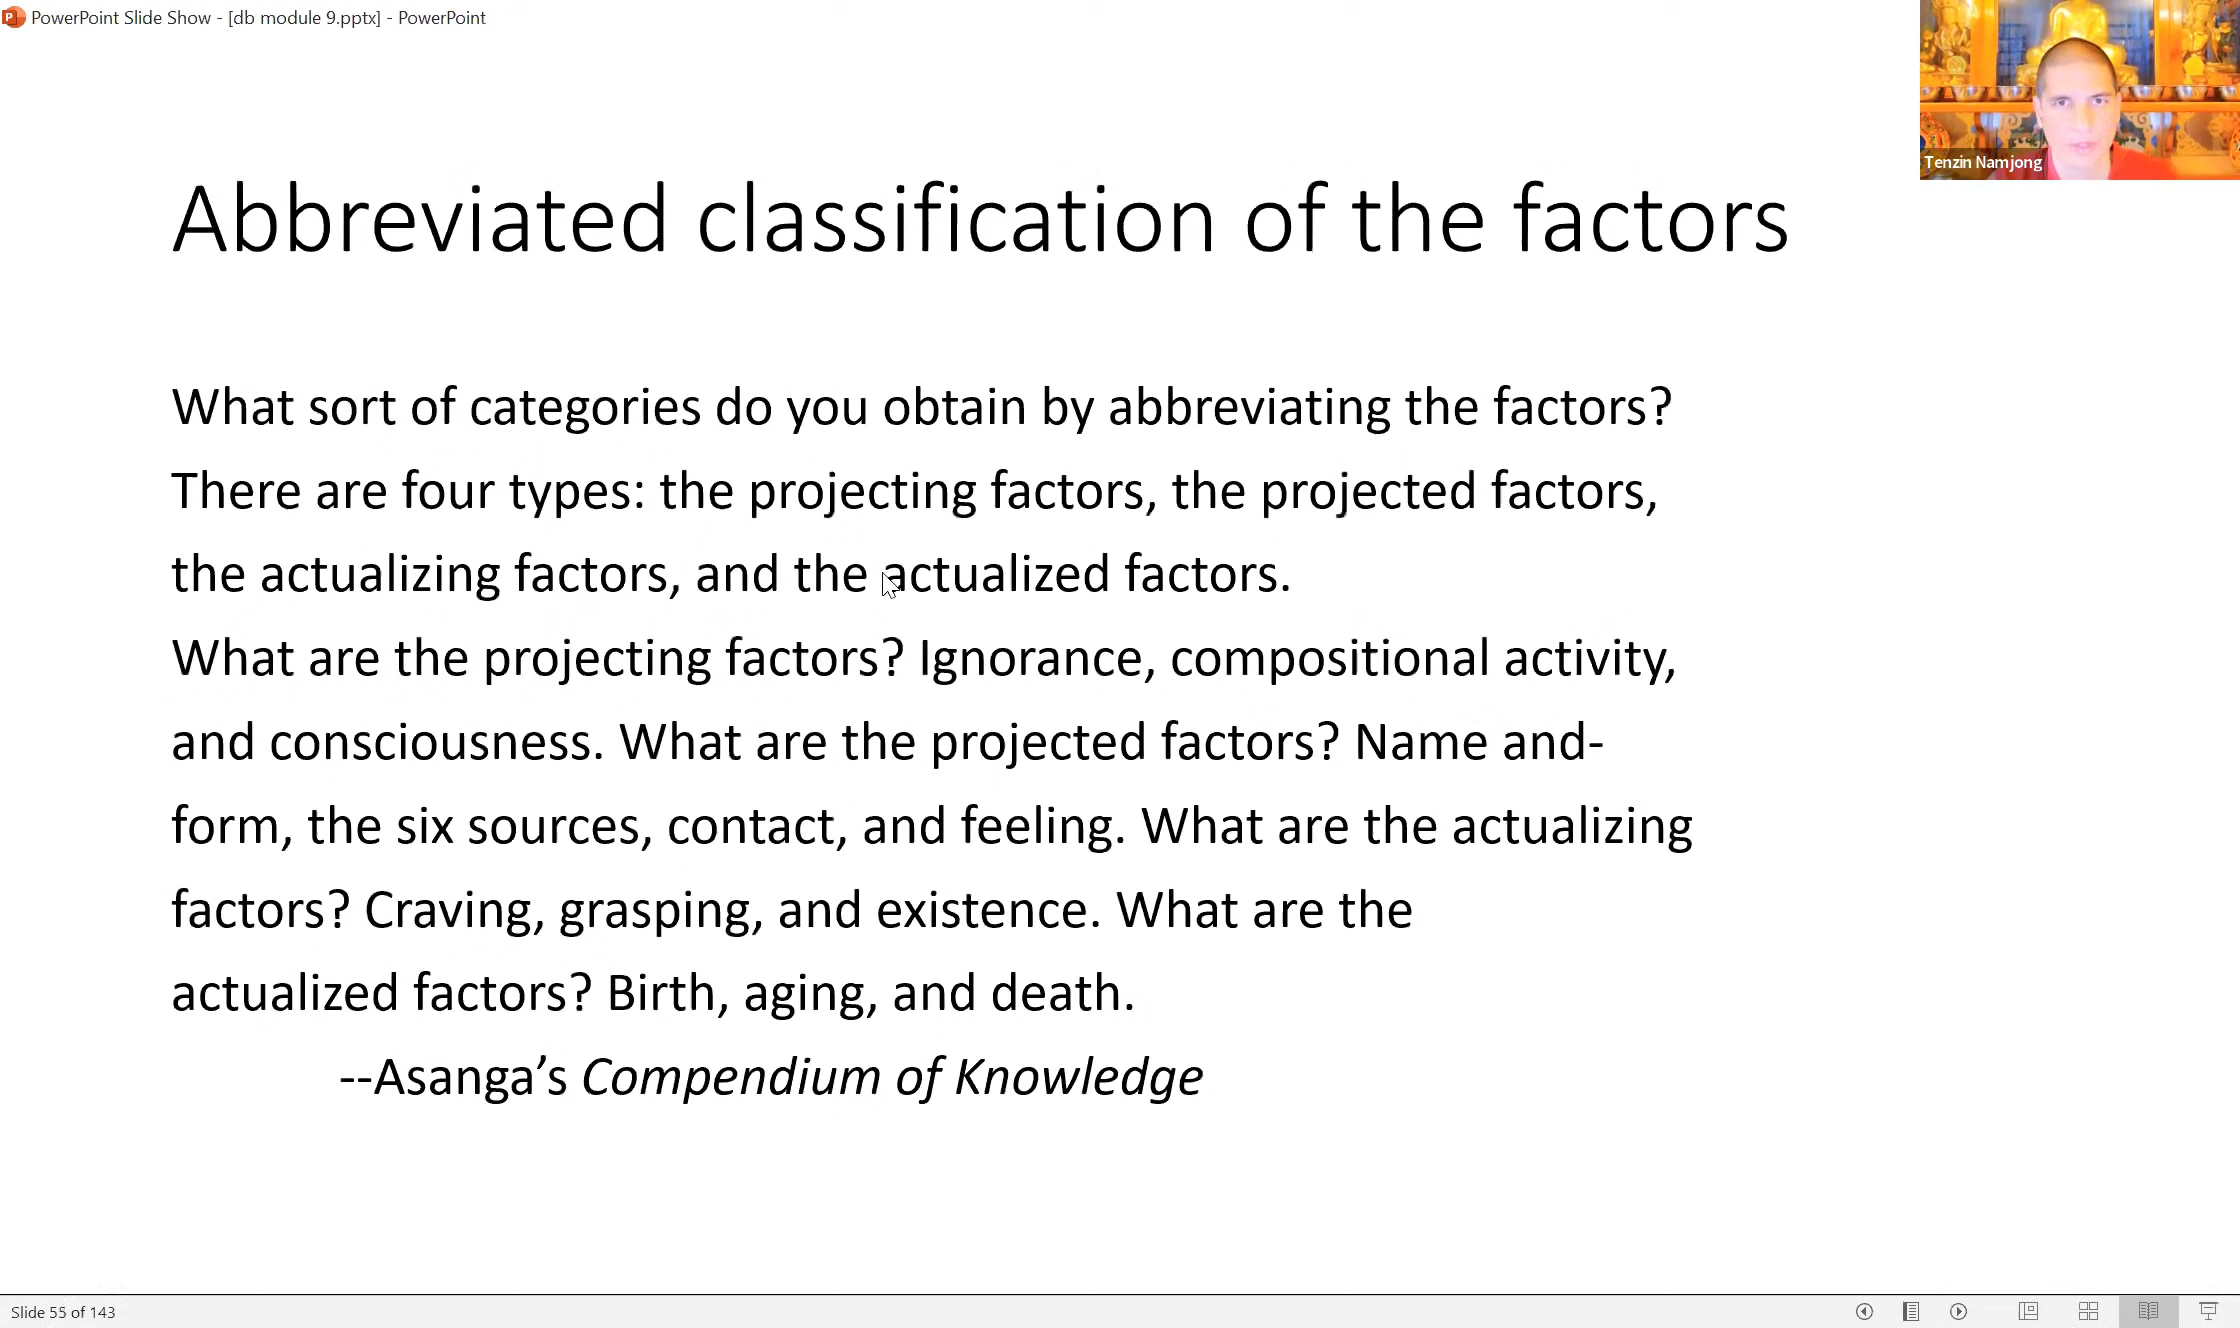 PowerPoint Slide Show - [db module 9.pptx] - PowerPoint
Tenzin Namjong
Abbreviated classification of the factors
What sort of categories do you obtain by abbreviating the factors?
There are four types: the projecting factors, the projected factors,
the actualizing factors, and the actualized factors.
What are the projecting factors? Ignorance, compositional activity,
and consciousness. What are the projected factors? Name and-
form, the six sources, contact, and feeling. What are the actualizing
factors? Craving, grasping, and existence. What are the
actualized factors? Birth, aging, and death.
--Asanga’s Compendium of Knowledge
Slide 55 of 143